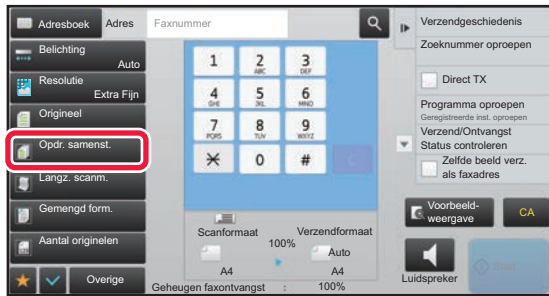 Adresboek
Adres
Faxnummer
Belichting
Auto
Resolutie
Extra Fijn
Origineel
Opdr. samenst.
Langz. scanm.
Gemengd form.
Aantal originelen
Overige
1
2
ABC
3
DEF
4
GHI
5
JKL
6
MNO
7
PQRS
8
TUV
9
WXYZ
0
#
C
Scanformaat
Verzendformaat
100%
Auto
A4
A4
Geheugen faxontvangst : 100%
Verzendgeschiedenis
Zoeknummer oproepen
Direct TX
Programma oproepen
Geregistreerde inst. oproepen
Verzend/Ontvangst
Status controleren
Zelfde beeld verz.
als faxadres
Voorbeeld-
weergave
CA
Luidspreker
Start